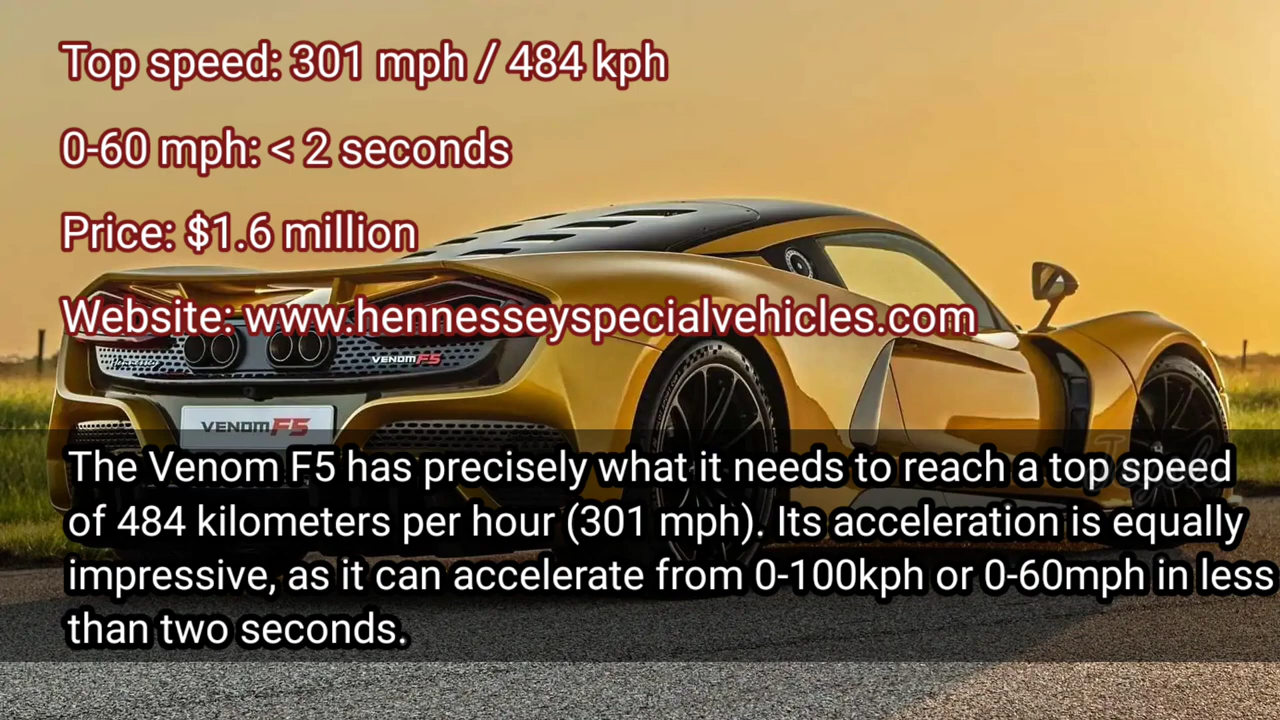 Top speed: 301 mph / 484 kph
0-60 mph: < 2 seconds
Price: $1.6 million
Website: www.hennesseyspecialvehicles.com
Hennessey
VENOM F5
VENOM F5
The Venom F5 has precisely what it needs to reach a top speed
of 484 kilometers per hour (301 mph). Its acceleration is equally
impressive, as it can accelerate from 0-100kph or 0-60mph in less
than two seconds.